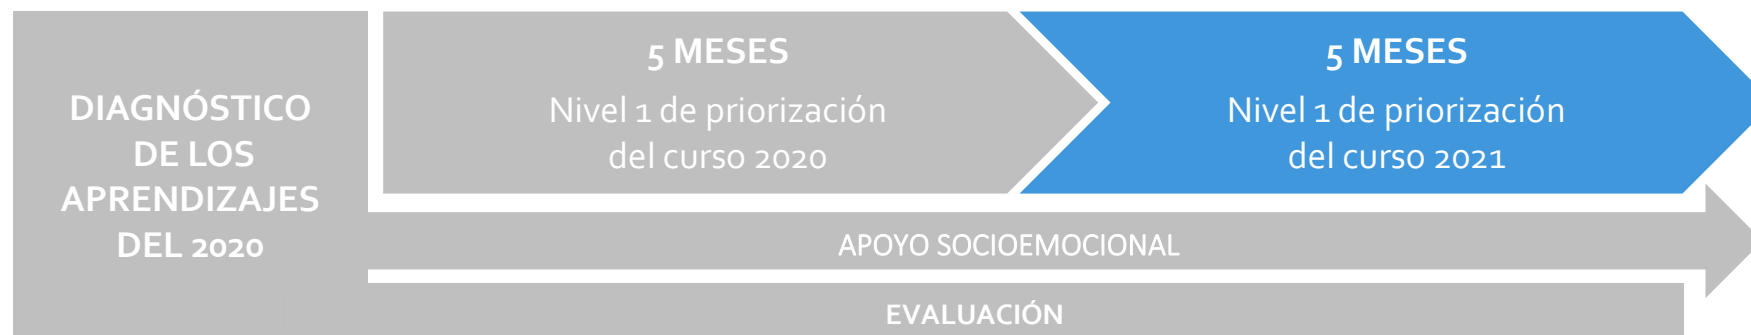 DIAGNÓSTICO
DE LOS
APRENDIZAJES
DEL 2020
5 MESES
Nivel 1 de priorización
del curso 2020
5 MESES
Nivel 1 de priorización
del curso 2021
APOYO SOCIOEMOCIONAL
EVALUACIÓN